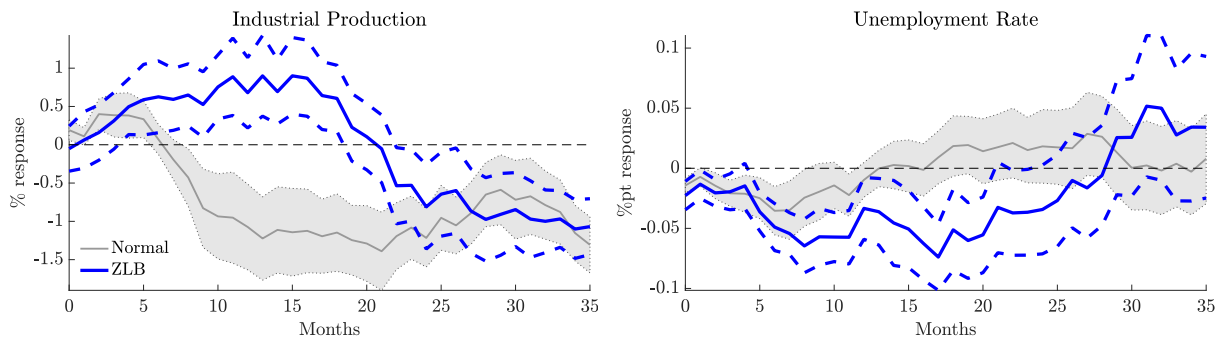 Industrial Production
% response
1
0.5
0
-0.5
-1
-1.5
Normal
ZLB
0 5 10 15 20 25 30 35
Months
Unemployment Rate
%pt response
0.1
0.05
0
-0.05
-0.1
0 5 10 15 20 25 30 35
Months